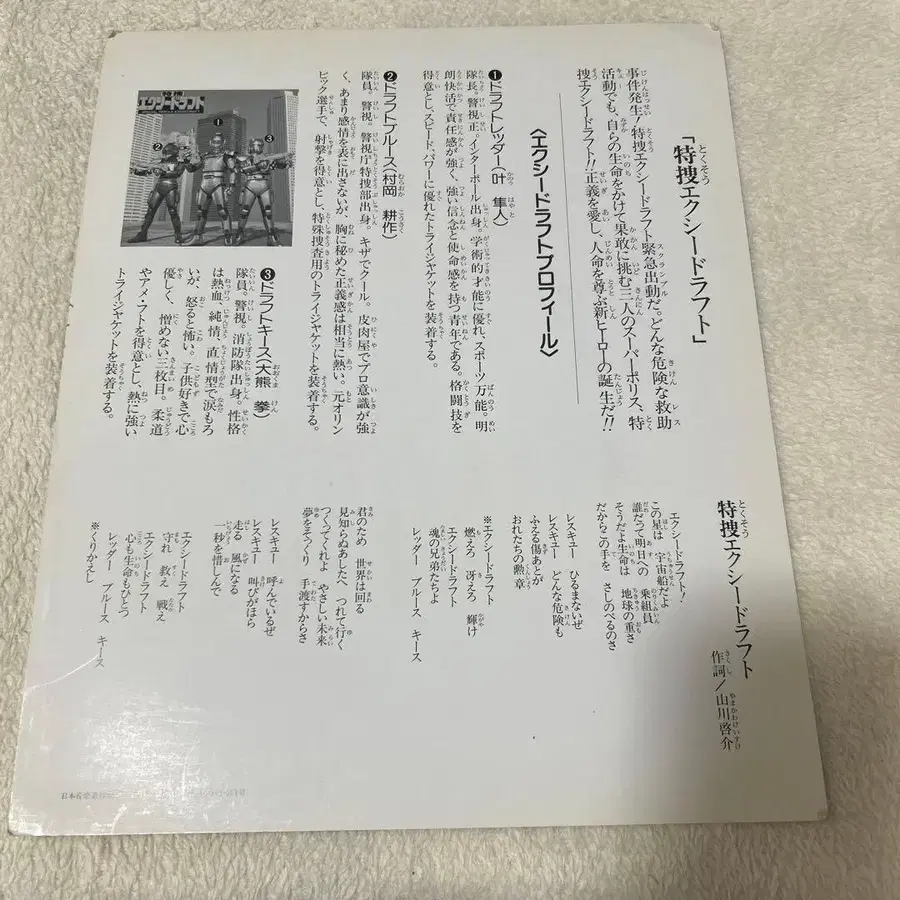 「特捜エクシードラフト」
事件発生！特捜エクシードラフト緊急出動だ。どんな危険な救助
活動でも、自らの生命をかけて果敢に挑む三人のスーパーポリス、特
捜エクシードラフト!!正義を愛し、人命を尊ぶ新ヒーローの誕生だ!!
〈エクシードラフトプロフィール〉
❶ドラフトレッダー(叶 隼人)
隊長。警視正。インターポール出身。学術的才能に優れ、スポーツ万能。明
朗快活で責任感が強く、強い信念と使命感を持つ青年である。格闘技を
得意とし、スピード、パワーに優れたトライジャケットを装着する。
❷ドラフトブルース(村岡 耕作)
隊員。警視。警視庁特捜部出身。キザでクール。皮肉屋でプロ意識が強
く、あまり感情を表に出さないが、胸に秘めた正義感は相当に熱い。元オリン
ピック選手で、射撃を得意とし、特殊捜査用のトライジャケットを装着する。
❸ドラフトキース(大熊 拳)
隊員。警視。消防隊出身。性格
は熱血、純情、直情型で涙もろ
いが、怒ると怖い。子供好きで心
優しく、憎めない三枚目。柔道
やアメ・フトを得意とし、熱に強い
トライジャケットを装着する。
特捜
エクシードラフト
❶
❷
❸
特捜エクシードラフト
作詞／山川啓介
エクシードラフト！
この星は 宇宙船だよ
誰だって明日への 乗組員
そうだよ生命は 地球の重さ
だからこの手を さしのべるのさ
レスキュー ひるまないぜ
レスキュー どんな危険も
ふえる傷あとが
おれたちの勲章
※エクシードラフト
燃えろ 冴えろ 輝け
エクシードラフト
魂の兄弟たちよ
レッダー ブルース キース
君のため 世界は回る
見知らぬあしたへ つれて行く
つくってくれよ やさしい未来
夢をそっくり 手渡すからさ
レスキュー 呼んでいるぜ
レスキュー 叫びがほら
走る 風になる
一秒を惜しんで
エクシードラフト
守れ 救え 戦え
エクシードラフト
心も生命もひとつ
レッダー ブルース キース
※くりかえし